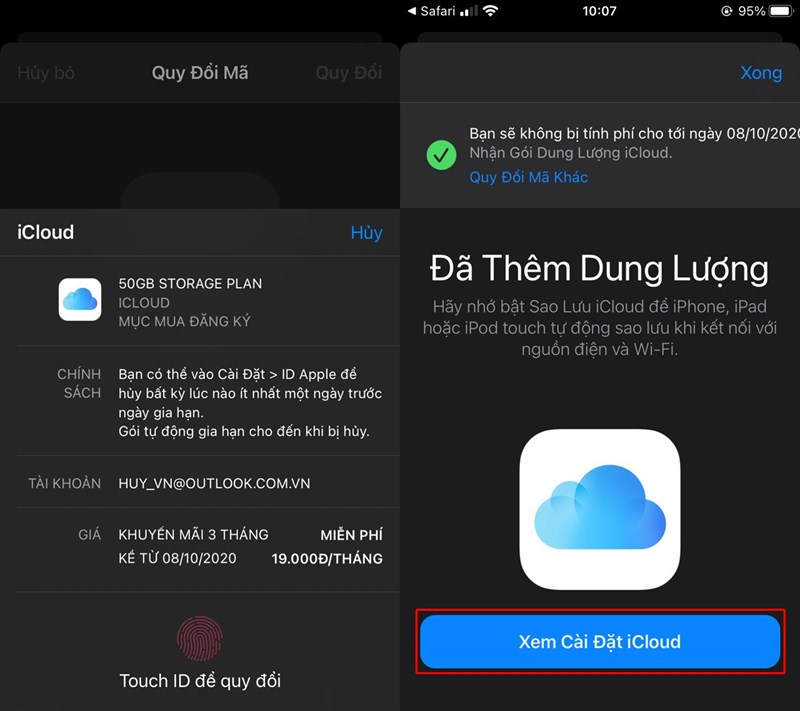 Hủy bỏ
Quy Đổi Mã
Quy Đổi
iCloud
Hủy
50GB STORAGE PLAN
ICLOUD
MỤC MUA ĐĂNG KÝ
CHÍNH SÁCH
Bạn có thể vào Cài Đặt > ID Apple để
hủy bất kỳ lúc nào ít nhất một ngày trước
ngày gia hạn.
Gói tự động gia hạn cho đến khi bị hủy.
TÀI KHOẢN
HUY_VN@OUTLOOK.COM.VN
GIÁ
KHUYẾN MÃI 3 THÁNG MIỄN PHÍ
KỂ TỪ 08/10/2020 19.000Đ/THÁNG
Touch ID để quy đổi
Safari 10:07 95%
Xong
Bạn sẽ không bị tính phí cho tới ngày 08/10/2020
Nhận Gói Dung Lượng iCloud.
Quy Đổi Mã Khác
Đã Thêm Dung Lượng
Hãy nhớ bật Sao Lưu iCloud để iPhone, iPad
hoặc iPod touch tự động sao lưu khi kết nối với
nguồn điện và Wi-Fi.
Xem Cài Đặt iCloud